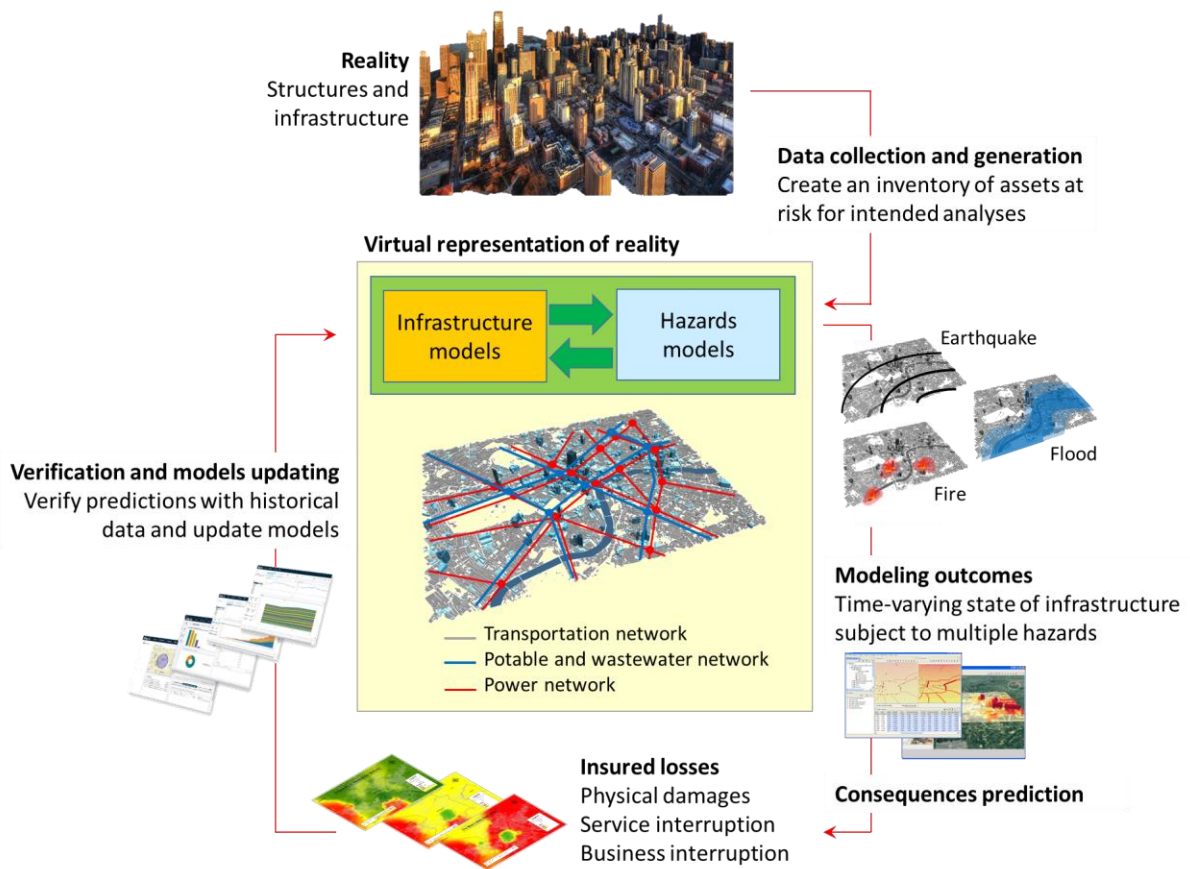 Reality
Structures and
infrastructure
Data collection and generation
Create an inventory of assets at
risk for intended analyses
Virtual representation of reality
Infrastructure
models
Hazards
models
Earthquake
Flood
Fire
Verification and models updating
Verify predictions with historical
data and update models
Transportation network
Potable and wastewater network
Power network
Modeling outcomes
Time-varying state of infrastructure
subject to multiple hazards
Insured losses
Physical damages
Service interruption
Business interruption
Consequences prediction